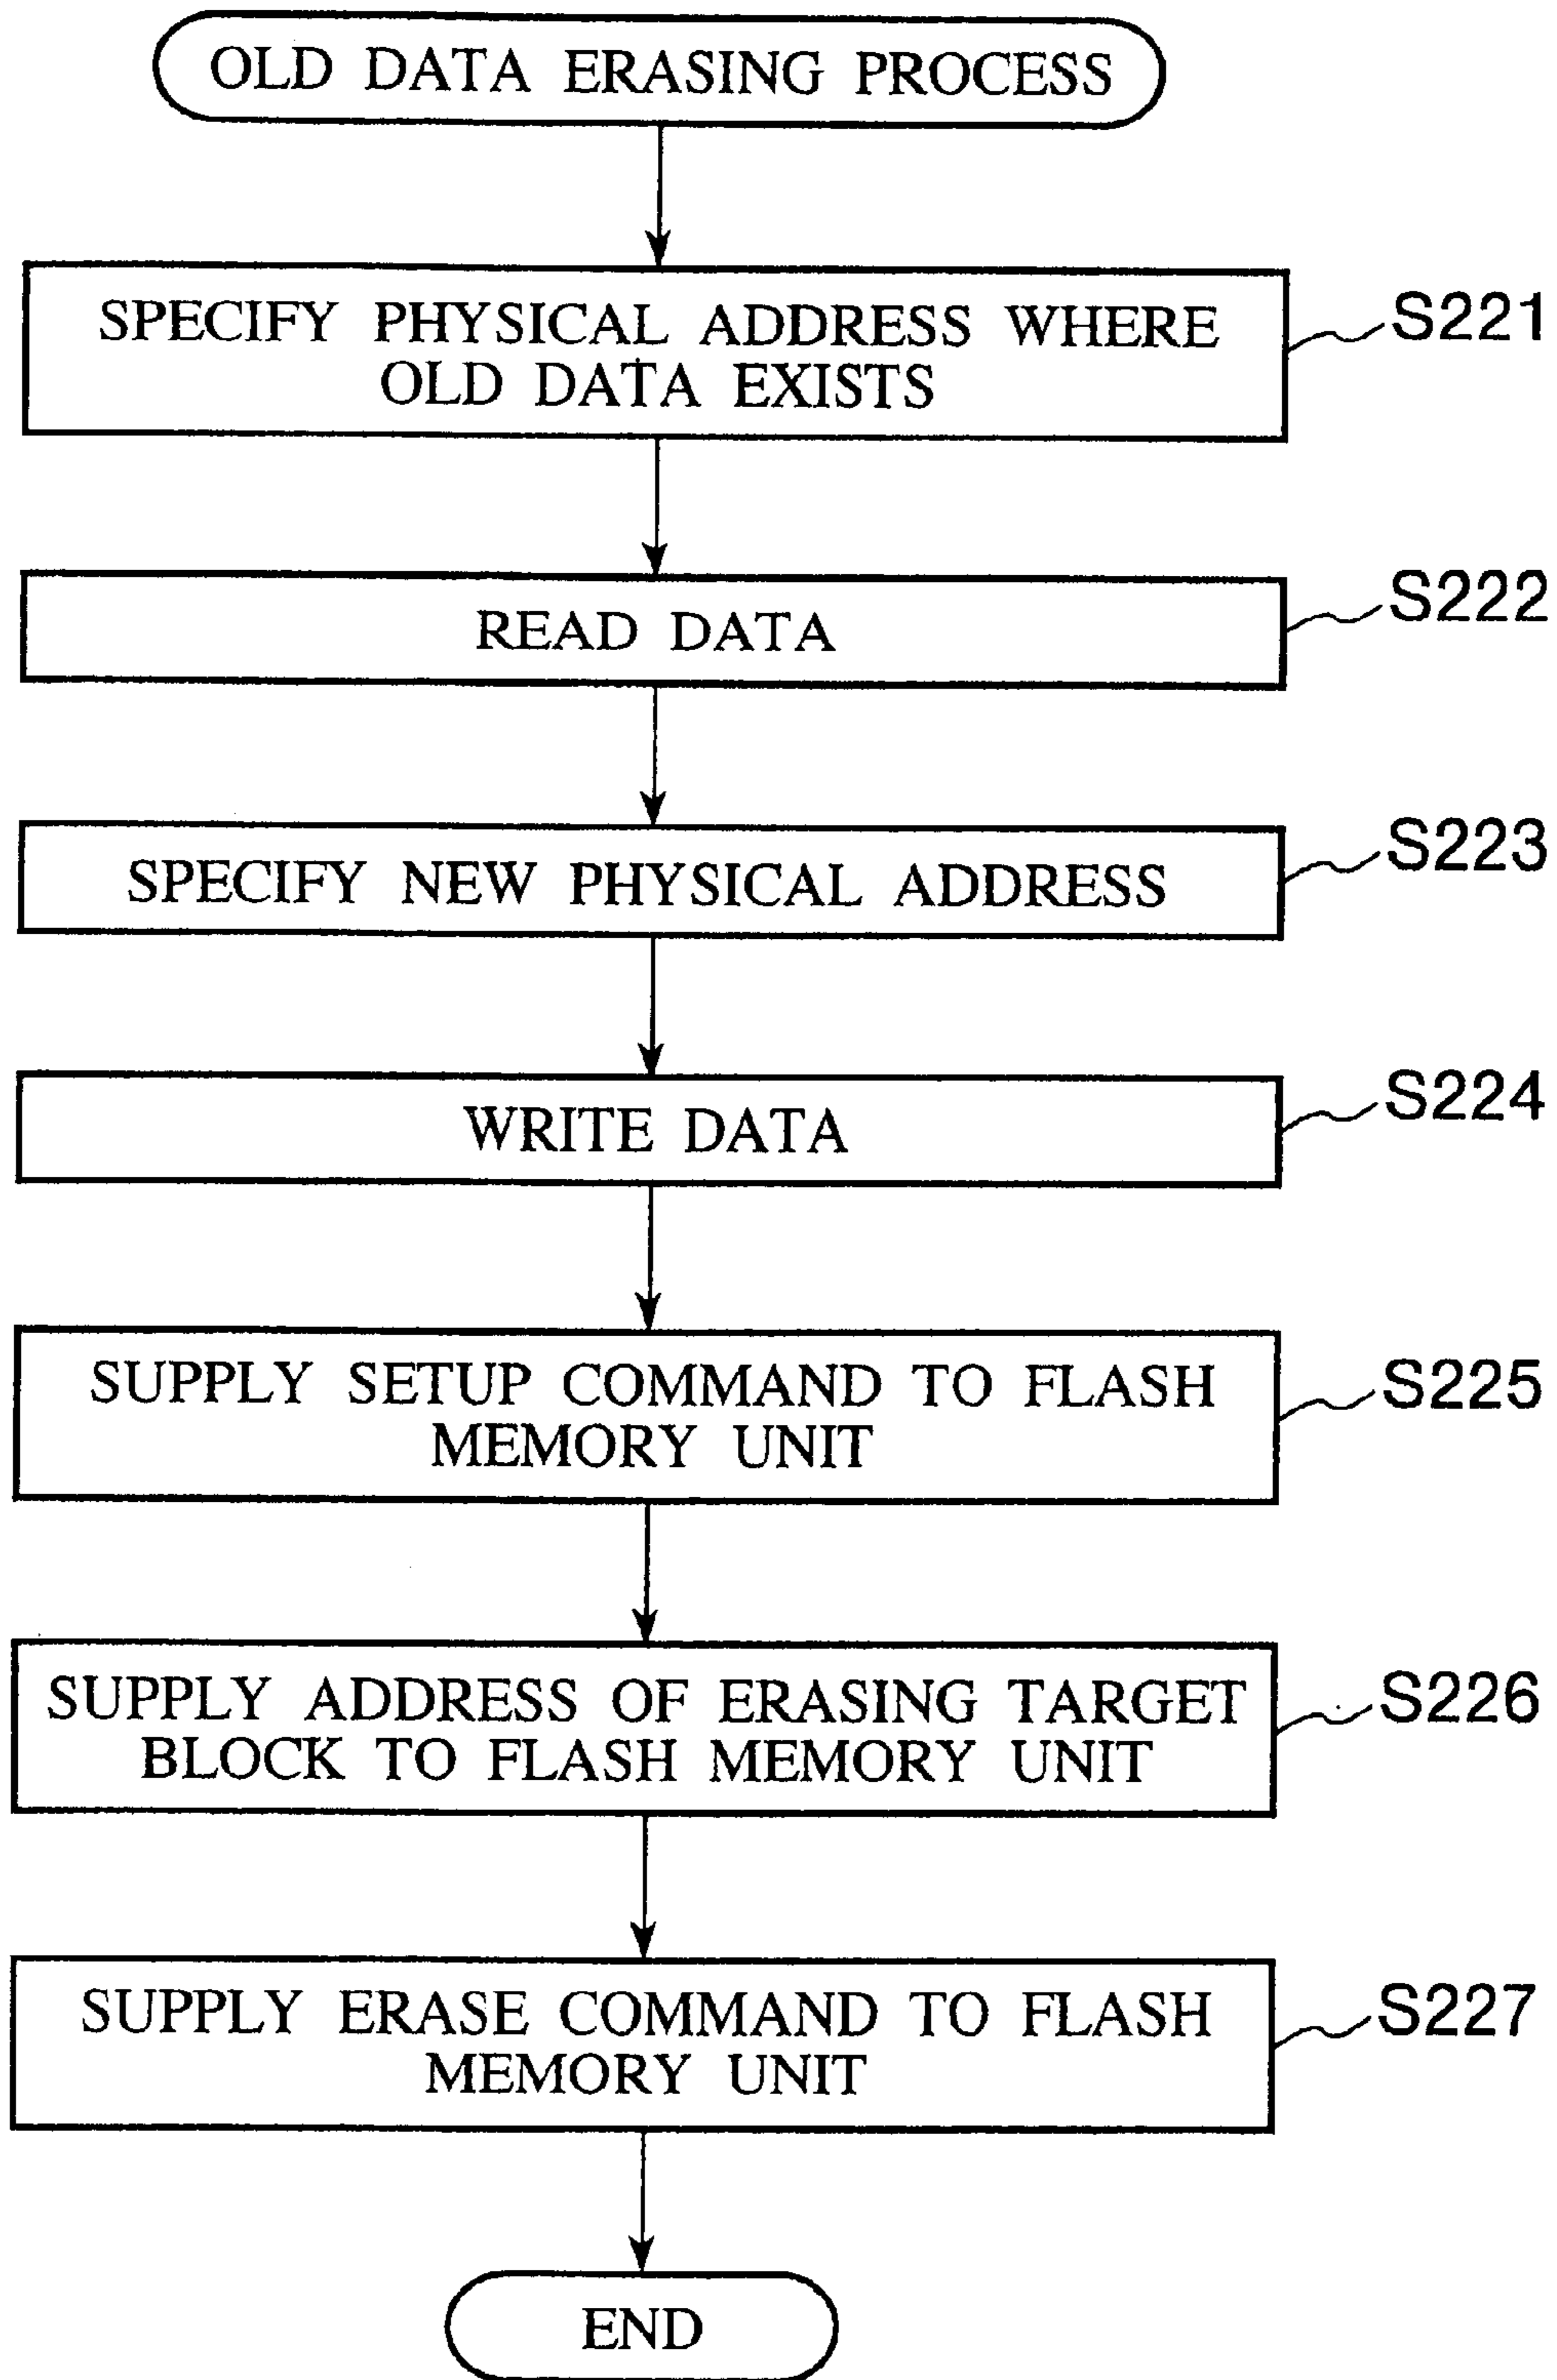 OLD DATA ERASING PROCESS
SPECIFY PHYSICAL ADDRESS WHERE
OLD DATA EXISTS
S221
READ DATA
S222
SPECIFY NEW PHYSICAL ADDRESS
S223
WRITE DATA
S224
SUPPLY SETUP COMMAND TO FLASH
MEMORY UNIT
S225
SUPPLY ADDRESS OF ERASING TARGET
BLOCK TO FLASH MEMORY UNIT
S226
SUPPLY ERASE COMMAND TO FLASH
MEMORY UNIT
S227
END